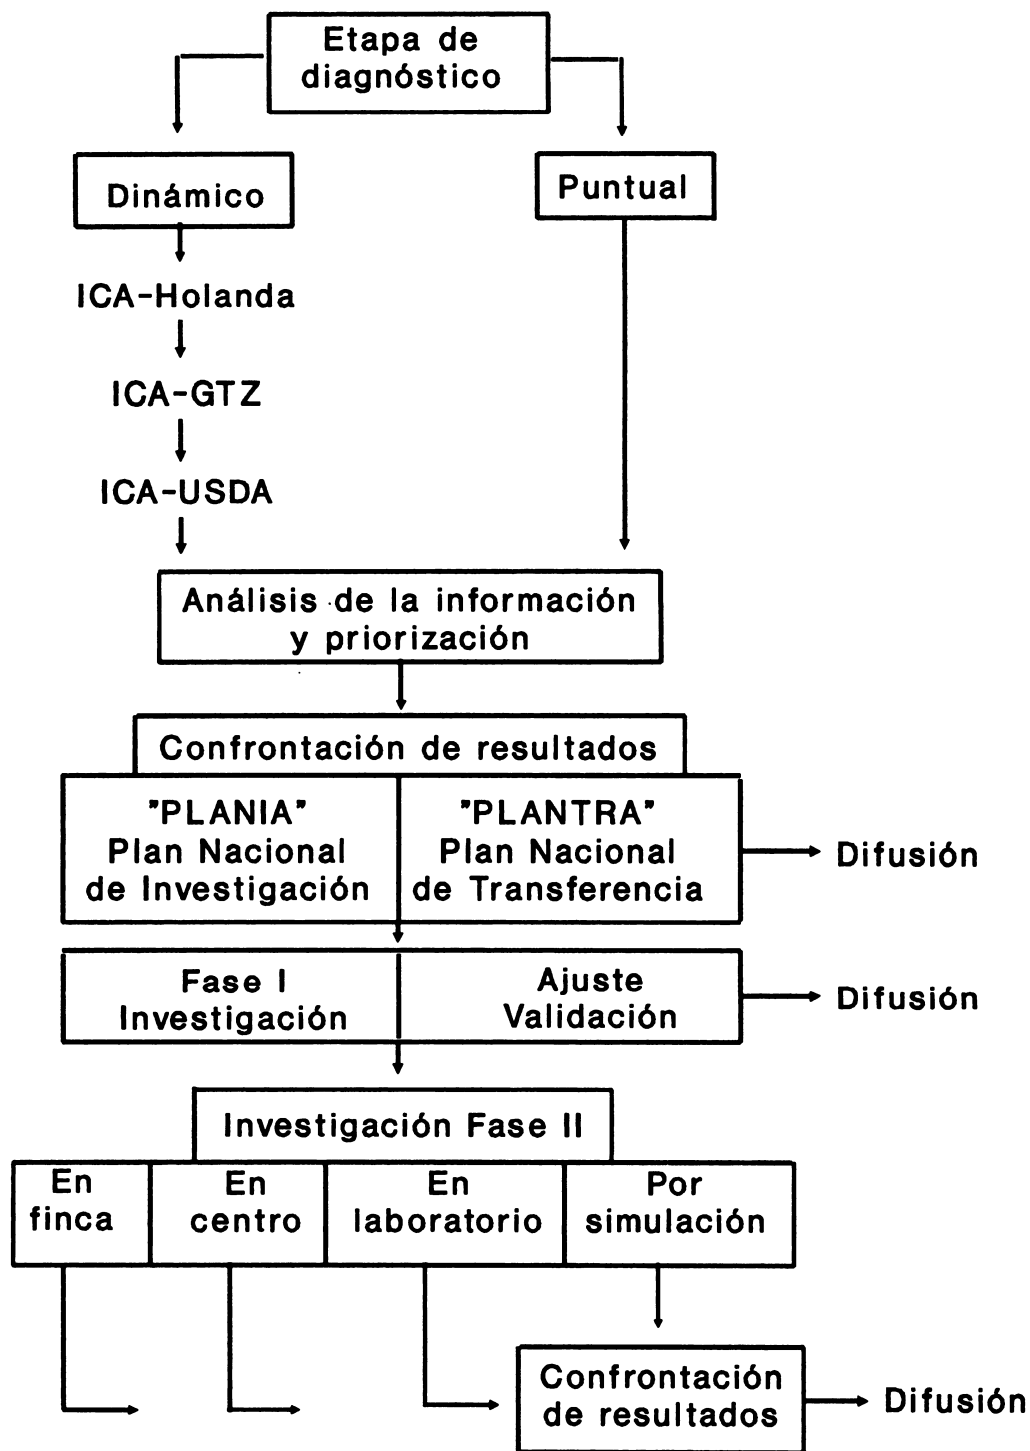 Etapa de
diagnóstico
Dinámico
Puntual
ICA-Holanda
ICA-GTZ
ICA-USDA
Análisis de la información
y priorización
Confrontación de resultados
"PLANIA"
Plan Nacional
de Investigación
"PLANTRA"
Plan Nacional
de Transferencia
Difusión
Fase I
Investigación
Ajuste
Validación
Difusión
Investigación Fase II
En
finca
En
centro
En
laboratorio
Por
simulación
Confrontación
de resultados
Difusión